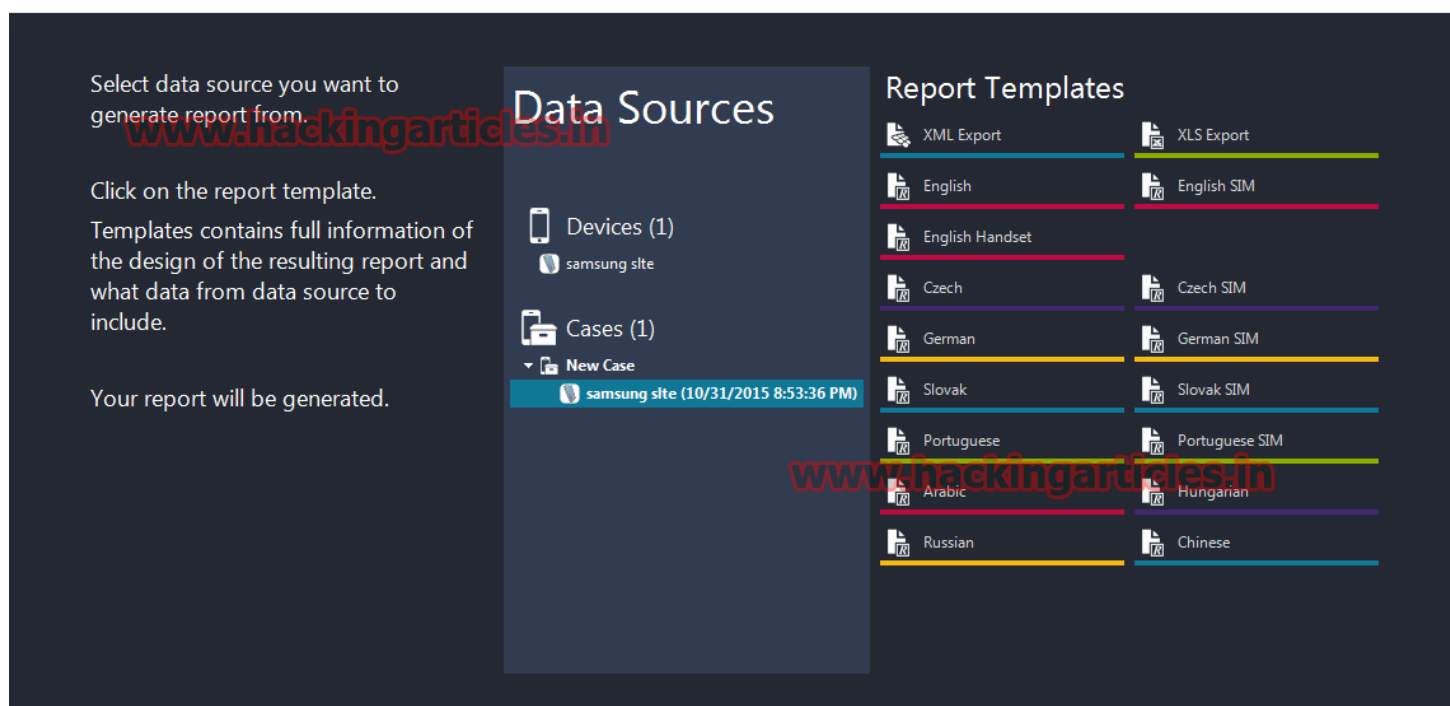 Select data source you want to
generate report from.
www.hackingarticles.in
Click on the report template.
Templates contains full information of
the design of the resulting report and
what data from data source to
include.
Your report will be generated.
Data Sources
Devices (1)
samsung slte
Cases (1)
New Case
samsung slte (10/31/2015 8:53:36 PM)
Report Templates
XML Export
XLS Export
English
English SIM
English Handset
Czech
Czech SIM
German
German SIM
Slovak
Slovak SIM
Portuguese
Portuguese SIM
www.hackingarticles.in
Arabic
Hungarian
Russian
Chinese